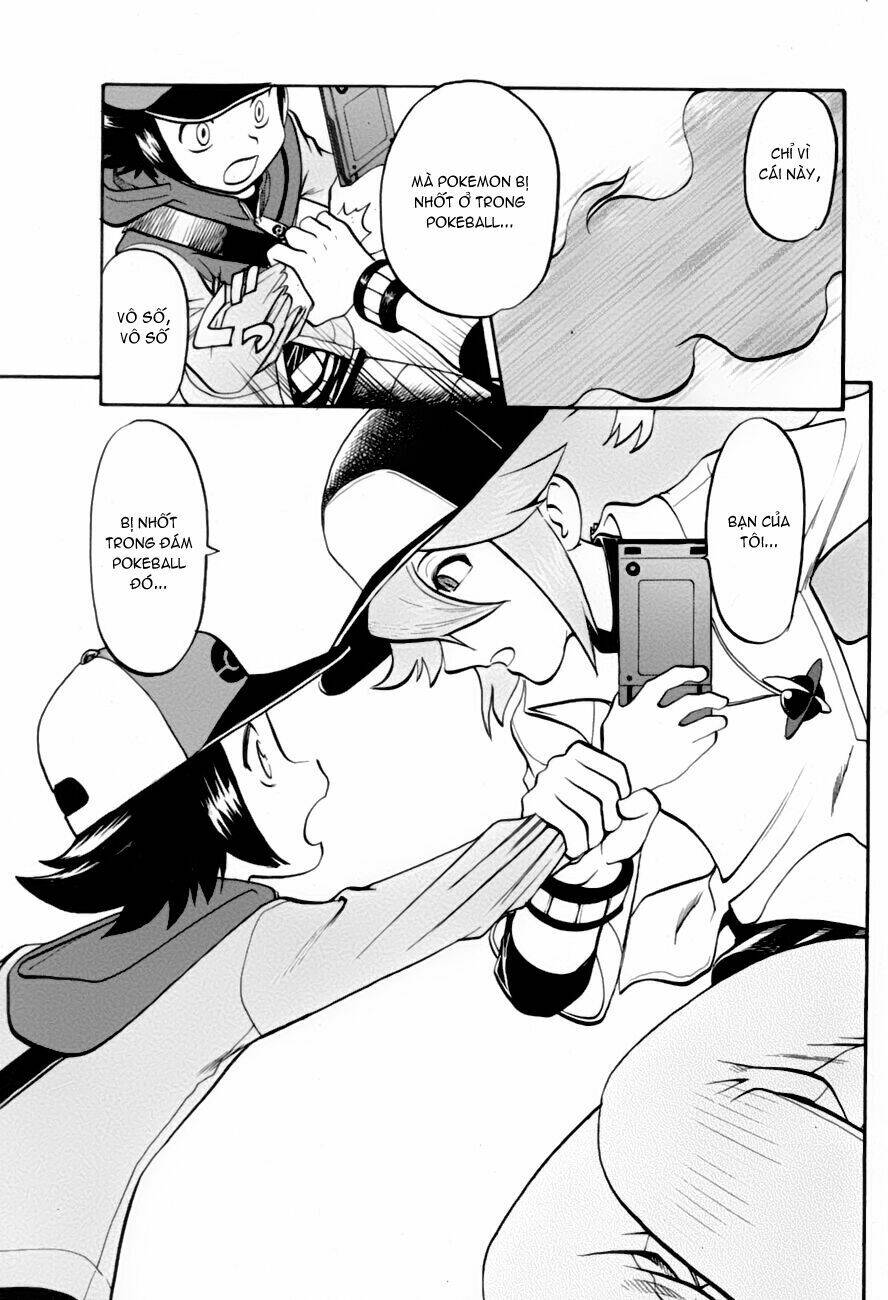 CHỈ VÌ
CÁI NÀY,
MÀ POKEMON BỊ
NHỐT Ở TRONG
POKEBALL...
VÔ SỐ,
VÔ SỐ
BẠN CỦA
TÔI...
BỊ NHỐT
TRONG ĐÁM
POKEBALL
ĐÓ...